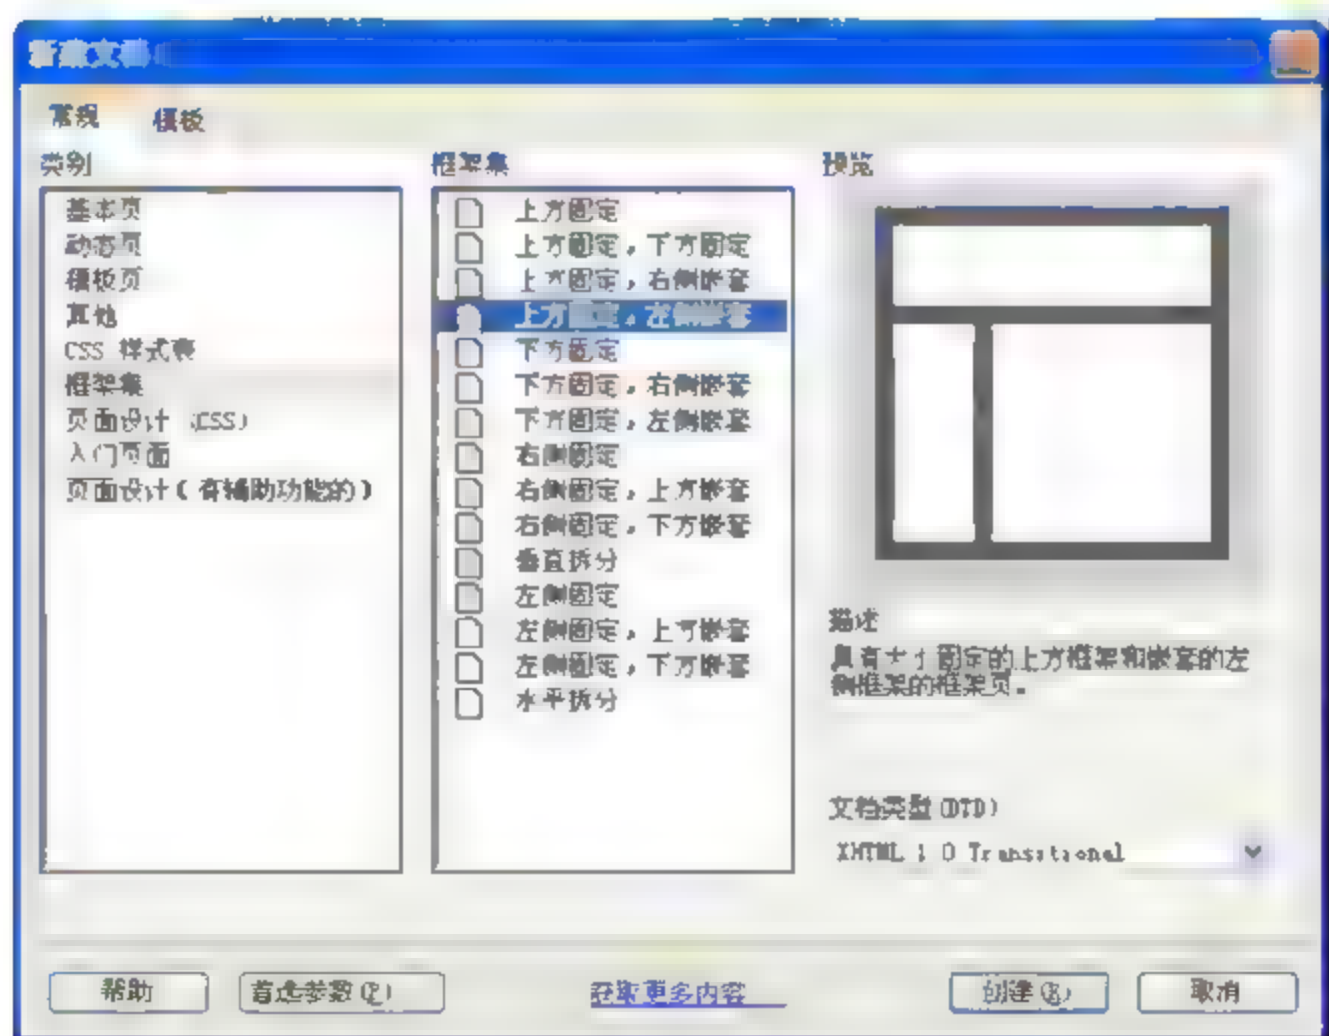 新建文档
常规 模板
类别
基本页
动态页
模板页
其他
CSS 样式表
框架集
页面设计 (CSS)
入门页面
页面设计(有辅助功能的)
框架集
上方固定
上方固定,下方固定
上方固定,右侧嵌套
上方固定,左侧嵌套
下方固定
下方固定,右侧嵌套
下方固定,左侧嵌套
右侧固定
右侧固定,上方嵌套
右侧固定,下方嵌套
垂直拆分
左侧固定
左侧固定,上方嵌套
左侧固定,下方嵌套
水平拆分
预览
描述
具有一个固定的上方框架和嵌套的左
侧框架的框架页。
文档类型(DTD)
XHTML 1.0 Transitional
帮助
首选参数(P)
获取更多内容
创建(R)
取消